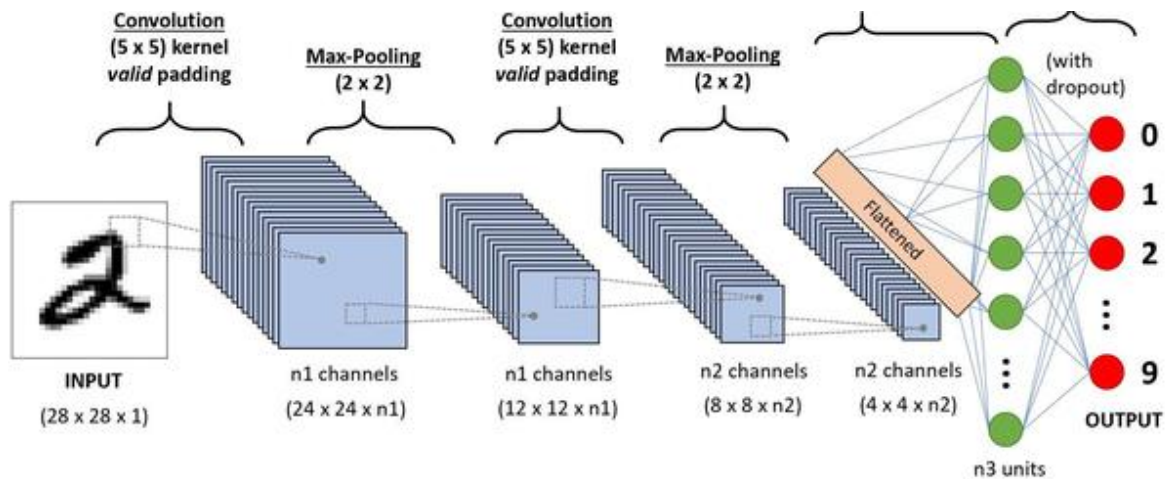 Convolution
(5 x 5) kernel
valid padding
Max-Pooling
(2 x 2)
Convolution
(5 x 5) kernel
valid padding
Max-Pooling
(2 x 2)
(with
dropout)
0
1
2
9
Flattened
INPUT
(28 x 28 x 1)
n1 channels
(24 x 24 x n1)
n1 channels
(12 x 12 x n1)
n2 channels
(8 x 8 x n2)
n2 channels
(4 x 4 x n2)
OUTPUT
n3 units